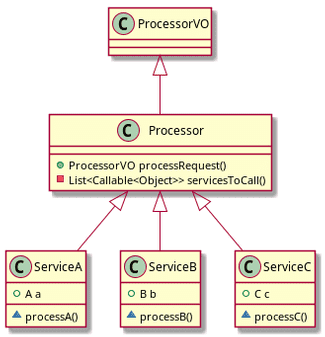 C ProcessorVO
C Processor
ProcessorVO processRequest()
List<Callable<Object>> servicesToCall()
C ServiceA
A a
processA()
C ServiceB
B b
processB()
C ServiceC
C c
processC()